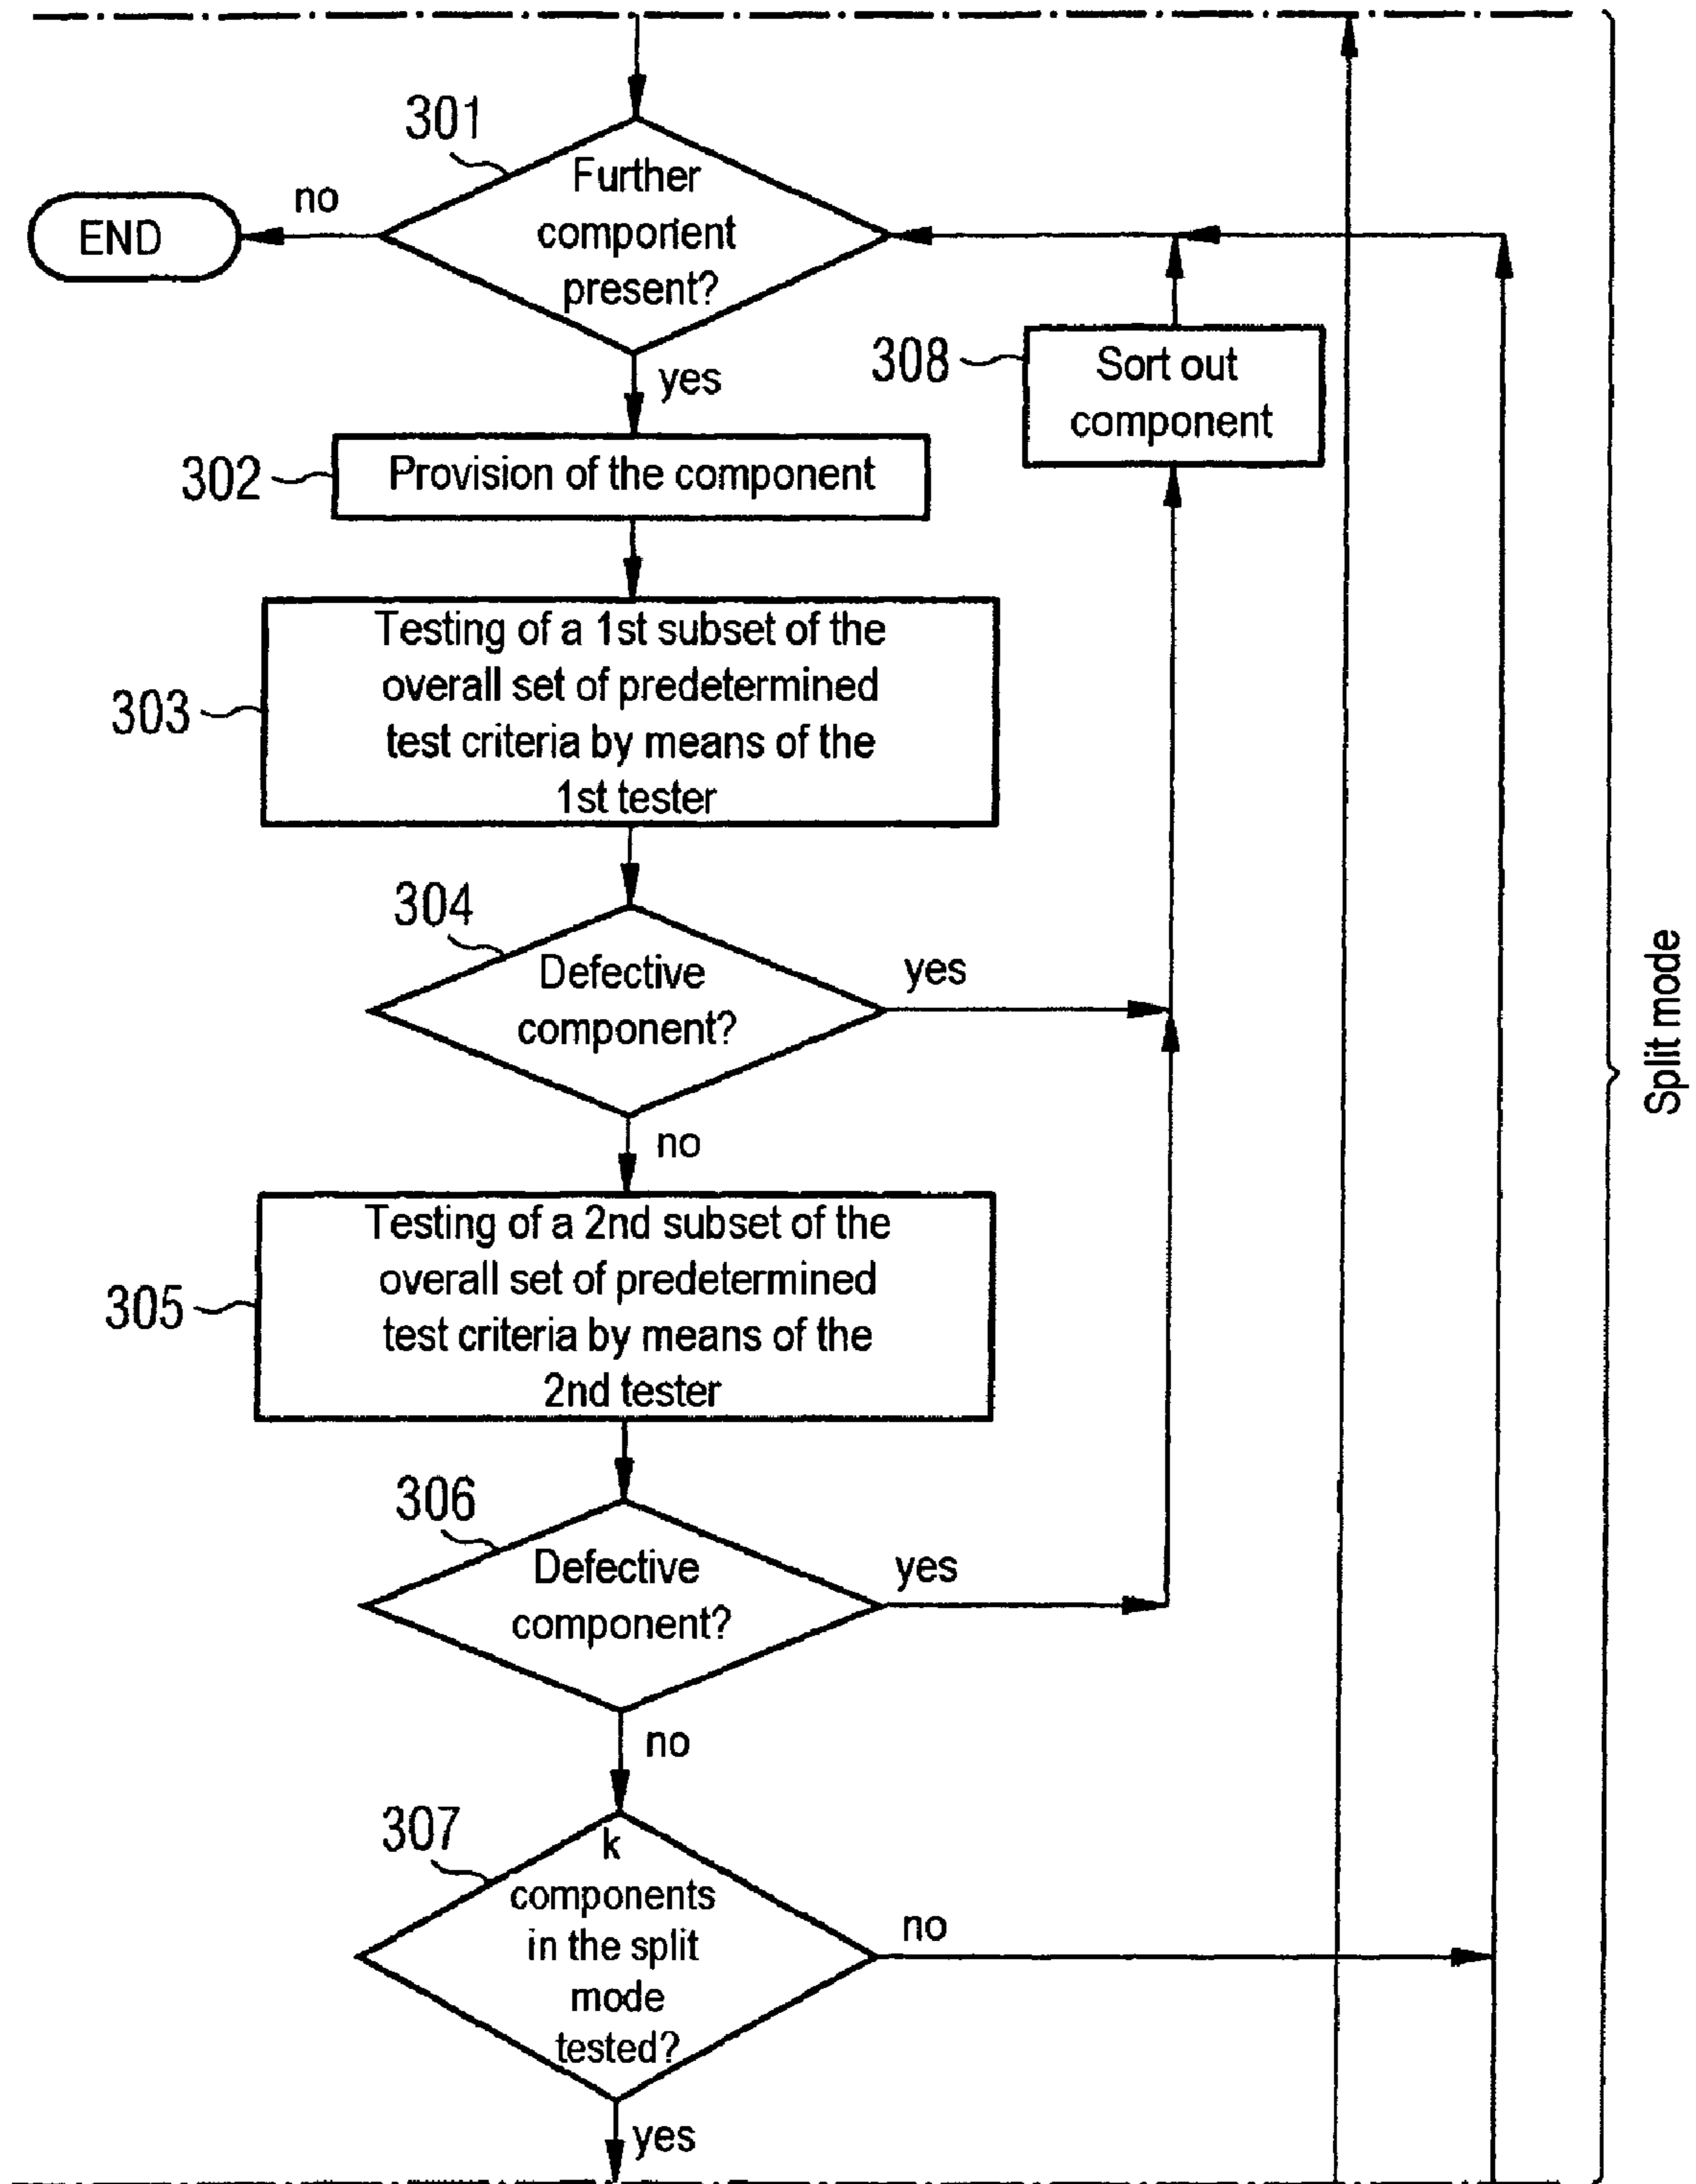 301
Further
component
present?
no
END
yes
308
Sort out
component
302
Provision of the component
303
Testing of a 1st subset of the
overall set of predetermined
test criteria by means of the
1st tester
304
Defective
component?
yes
no
305
Testing of a 2nd subset of the
overall set of predetermined
test criteria by means of the
2nd tester
306
Defective
component?
yes
no
307
k
components
in the split
mode
tested?
no
yes
Split mode